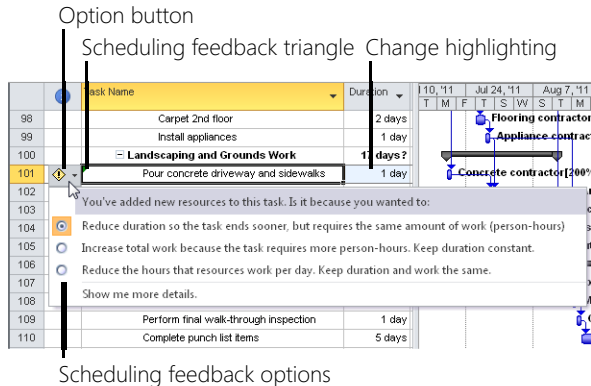 Option button
Scheduling feedback triangle Change highlighting
Task Name Duration 10, '11 Jul 24, '11 Aug 7, '11
T M F T S W S T M
98 Carpet 2nd floor 2 days Flooring contractor
99 Install appliances 1 day Appliance contract
100 Landscaping and Grounds Work 17 days?
101 Pour concrete driveway and sidewalks 1 day Concrete contractor[200%
102 You've added new resources to this task. Is it because you wanted to:
103
104 Reduce duration so the task ends sooner, but requires the same amount of work (person-hours)
105 Increase total work because the task requires more person-hours. Keep duration constant.
106 Reduce the hours that resources work per day. Keep duration and work the same.
107
108 Show me more details.
109 Perform final walk-through inspection 1 day
110 Complete punch list items 5 days
Scheduling feedback options